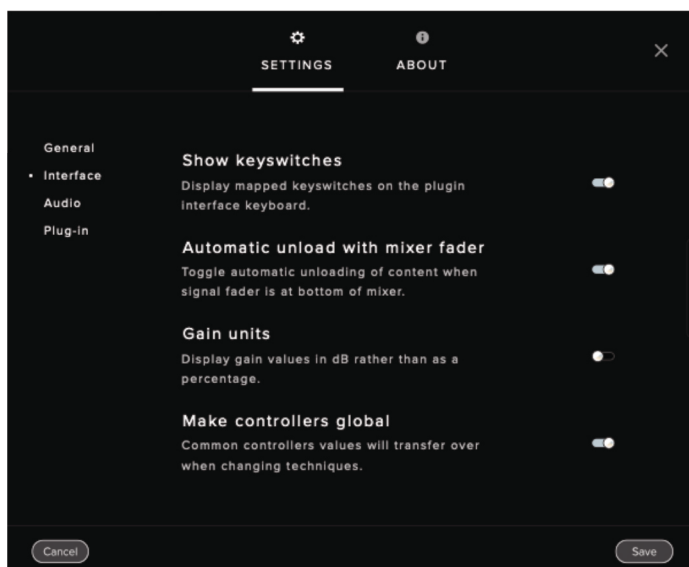 SETTINGS
ABOUT
General
Interface
Audio
Plug-in
Show keyswitches
Display mapped keyswitches on the plugin
interface keyboard.
Automatic unload with mixer fader
Toggle automatic unloading of content when
signal fader is at bottom of mixer.
Gain units
Display gain values in dB rather than as a
percentage.
Make controllers global
Common controllers values will transfer over
when changing techniques.
Cancel
Save